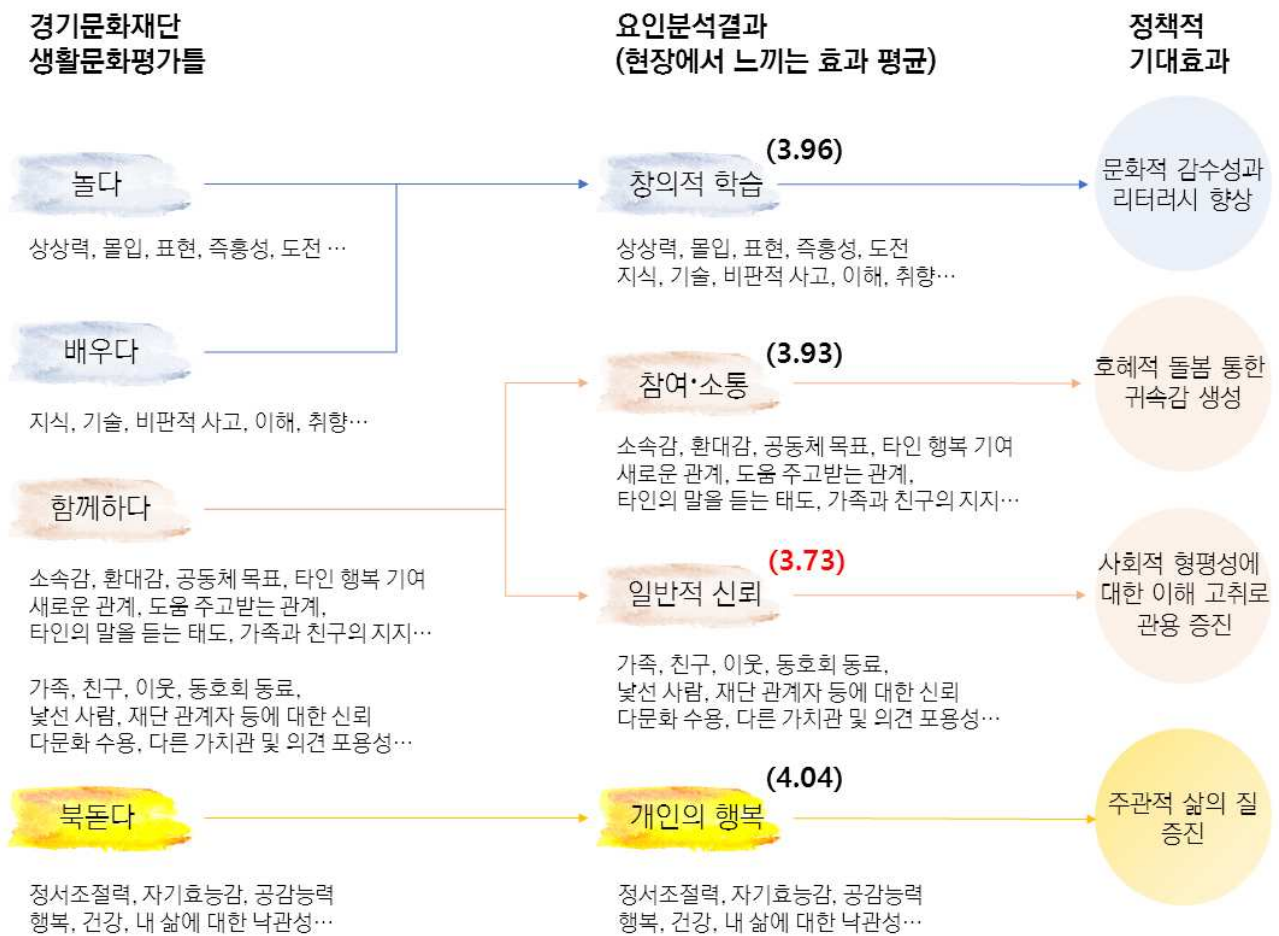 경기문화재단
생활문화평가틀
요인분석결과
(현장에서 느끼는 효과 평균)
정책적
기대효과
놀다
상상력, 몰입, 표현, 즉흥성, 도전 …
배우다
지식, 기술, 비판적 사고, 이해, 취향…
함께하다
소속감, 환대감, 공동체 목표, 타인 행복 기여
새로운 관계, 도움 주고받는 관계,
타인의 말을 듣는 태도, 가족과 친구의 지지…
가족, 친구, 이웃, 동호회 동료,
낯선 사람, 재단 관계자 등에 대한 신뢰
다문화 수용, 다른 가치관 및 의견 포용성…
북돋다
정서조절력, 자기효능감, 공감능력
행복, 건강, 내 삶에 대한 낙관성…
(3.96)
창의적 학습
상상력, 몰입, 표현, 즉흥성, 도전
지식, 기술, 비판적 사고, 이해, 취향…
(3.93)
참여·소통
소속감, 환대감, 공동체 목표, 타인 행복 기여
새로운 관계, 도움 주고받는 관계,
타인의 말을 듣는 태도, 가족과 친구의 지지…
(3.73)
일반적 신뢰
가족, 친구, 이웃, 동호회 동료,
낯선 사람, 재단 관계자 등에 대한 신뢰
다문화 수용, 다른 가치관 및 의견 포용성…
(4.04)
개인의 행복
정서조절력, 자기효능감, 공감능력
행복, 건강, 내 삶에 대한 낙관성…
문화적 감수성과
리터러시 향상
호혜적 돌봄 통한
귀속감 생성
사회적 형평성에
대한 이해 고취로
관용 증진
주관적 삶의 질
증진